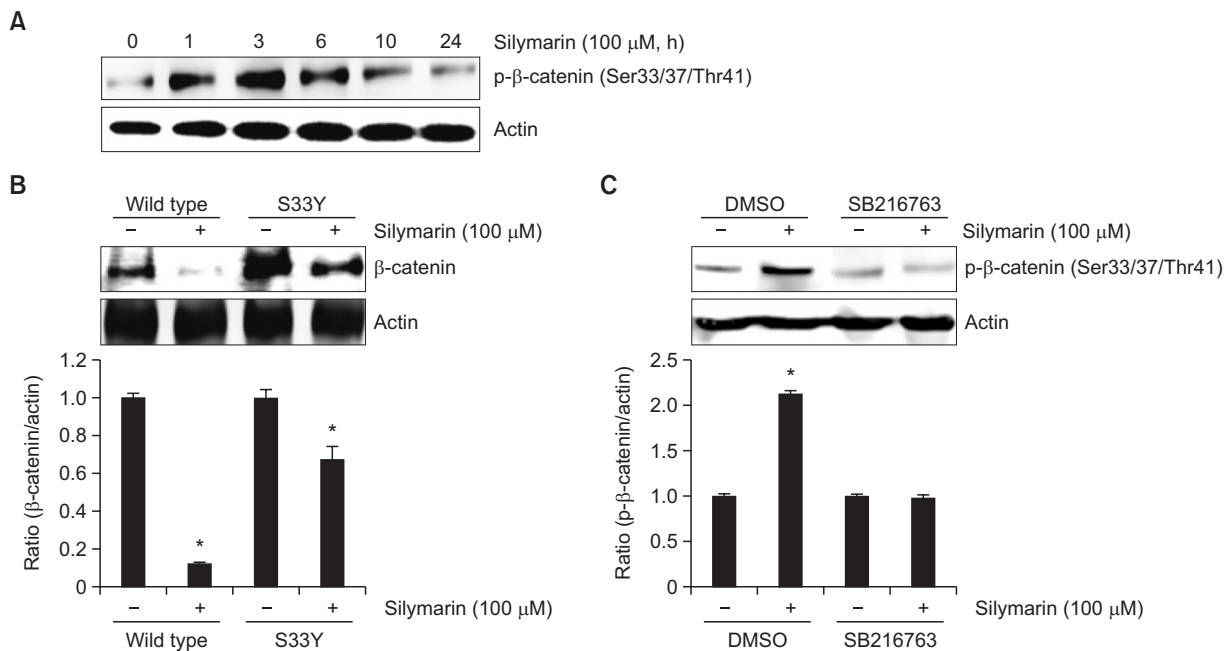 A
0 1 3 6 10 24 Silymarin (100 μM, h)
p-β-catenin (Ser33/37/Thr41)
Actin
B
Wild type S33Y
– + – + Silymarin (100 μM)
β-catenin
Actin
Ratio (β-catenin/actin)
1.2
1.0
0.8
0.6
0.4
0.2
0
* *
– + – + Silymarin (100 μM)
Wild type S33Y
C
DMSO SB216763
– + – + Silymarin (100 μM)
p-β-catenin (Ser33/37/Thr41)
Actin
Ratio (p-β-catenin/actin)
2.5
2.0
1.5
1.0
0.5
0
*
– + – + Silymarin (100 μM)
DMSO SB216763